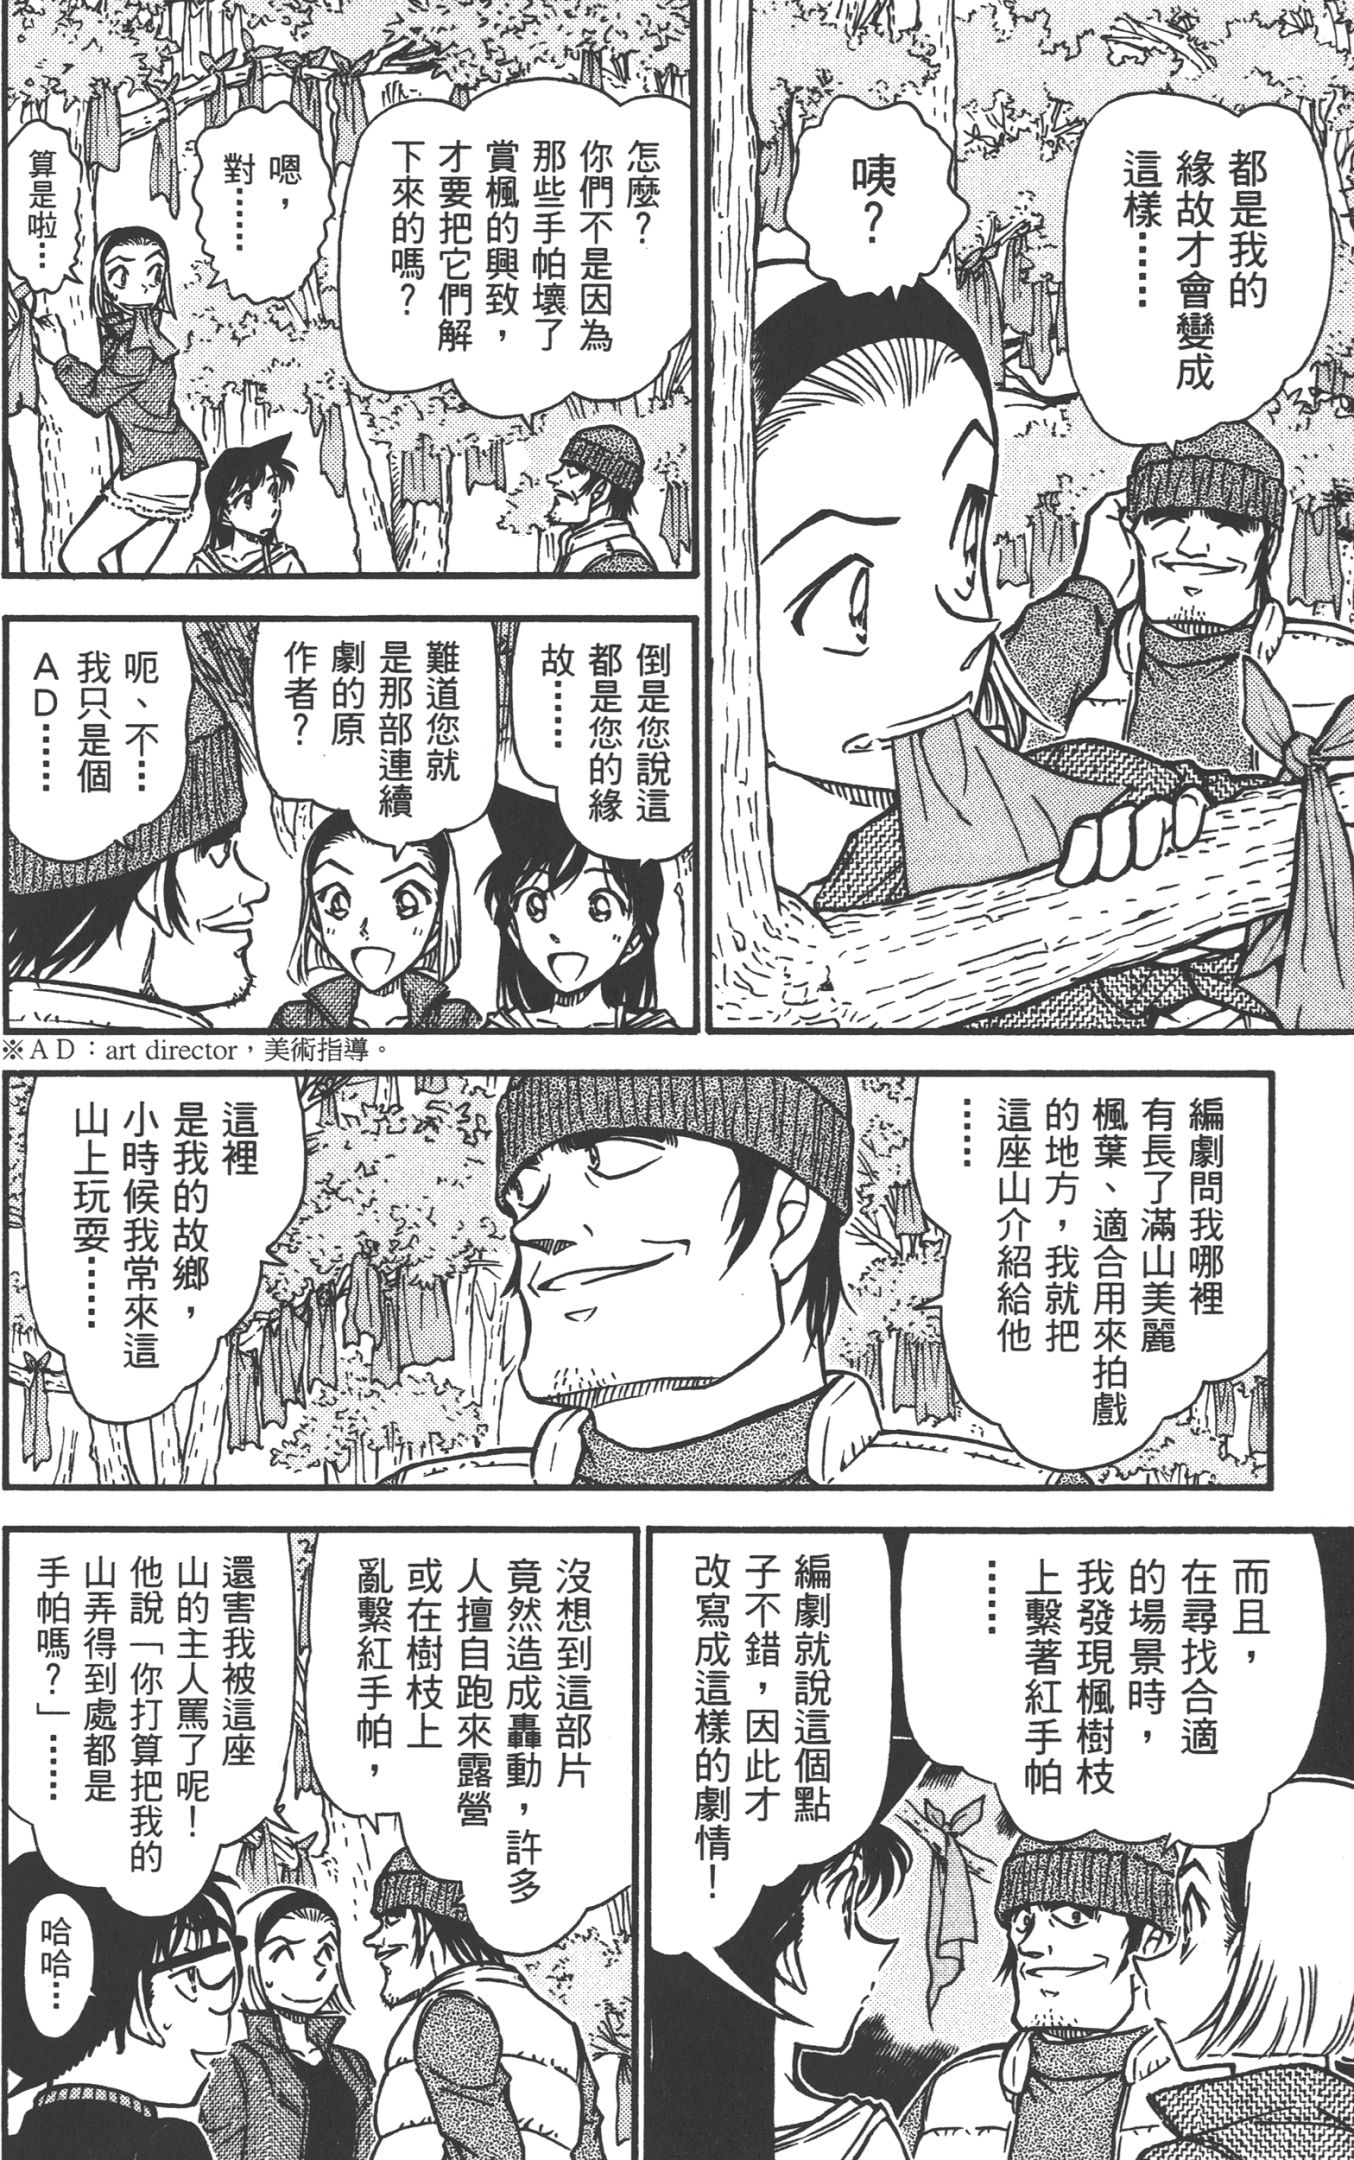 都是我的
緣故才會變成
這樣⋯⋯
咦？
怎麼？
你們不是因為
那些手帕壞了
賞楓的興致，
才要把它們解
下來的嗎？
嗯，
對⋯⋯
算是啦⋯
倒是您說這
都是您的緣
故⋯⋯
難道您就
是那部連續
劇的原
作者？
呃、不⋯
我只是個
AD⋯⋯
※AD：art director，美術指導。
編劇問我哪裡
有長了滿山美麗
楓葉、適合用來拍戲
的地方，我就把
這座山介紹給他
⋯⋯
這裡
是我的故鄉，
小時候我常來這
山上玩耍⋯⋯
而且，
在尋找合適
的場景時，
我發現楓樹枝
上繫著紅手帕
⋯⋯
編劇就說這個點
子不錯，因此才
改寫成這樣的劇情！
沒想到這部片
竟然造成轟動，許多
人擅自跑來露營
或在樹枝上
亂繫紅手帕，
還害我被這座
山的主人罵了呢！
他說「你打算把我的
山弄得到處都是
手帕嗎？」⋯⋯
哈哈⋯